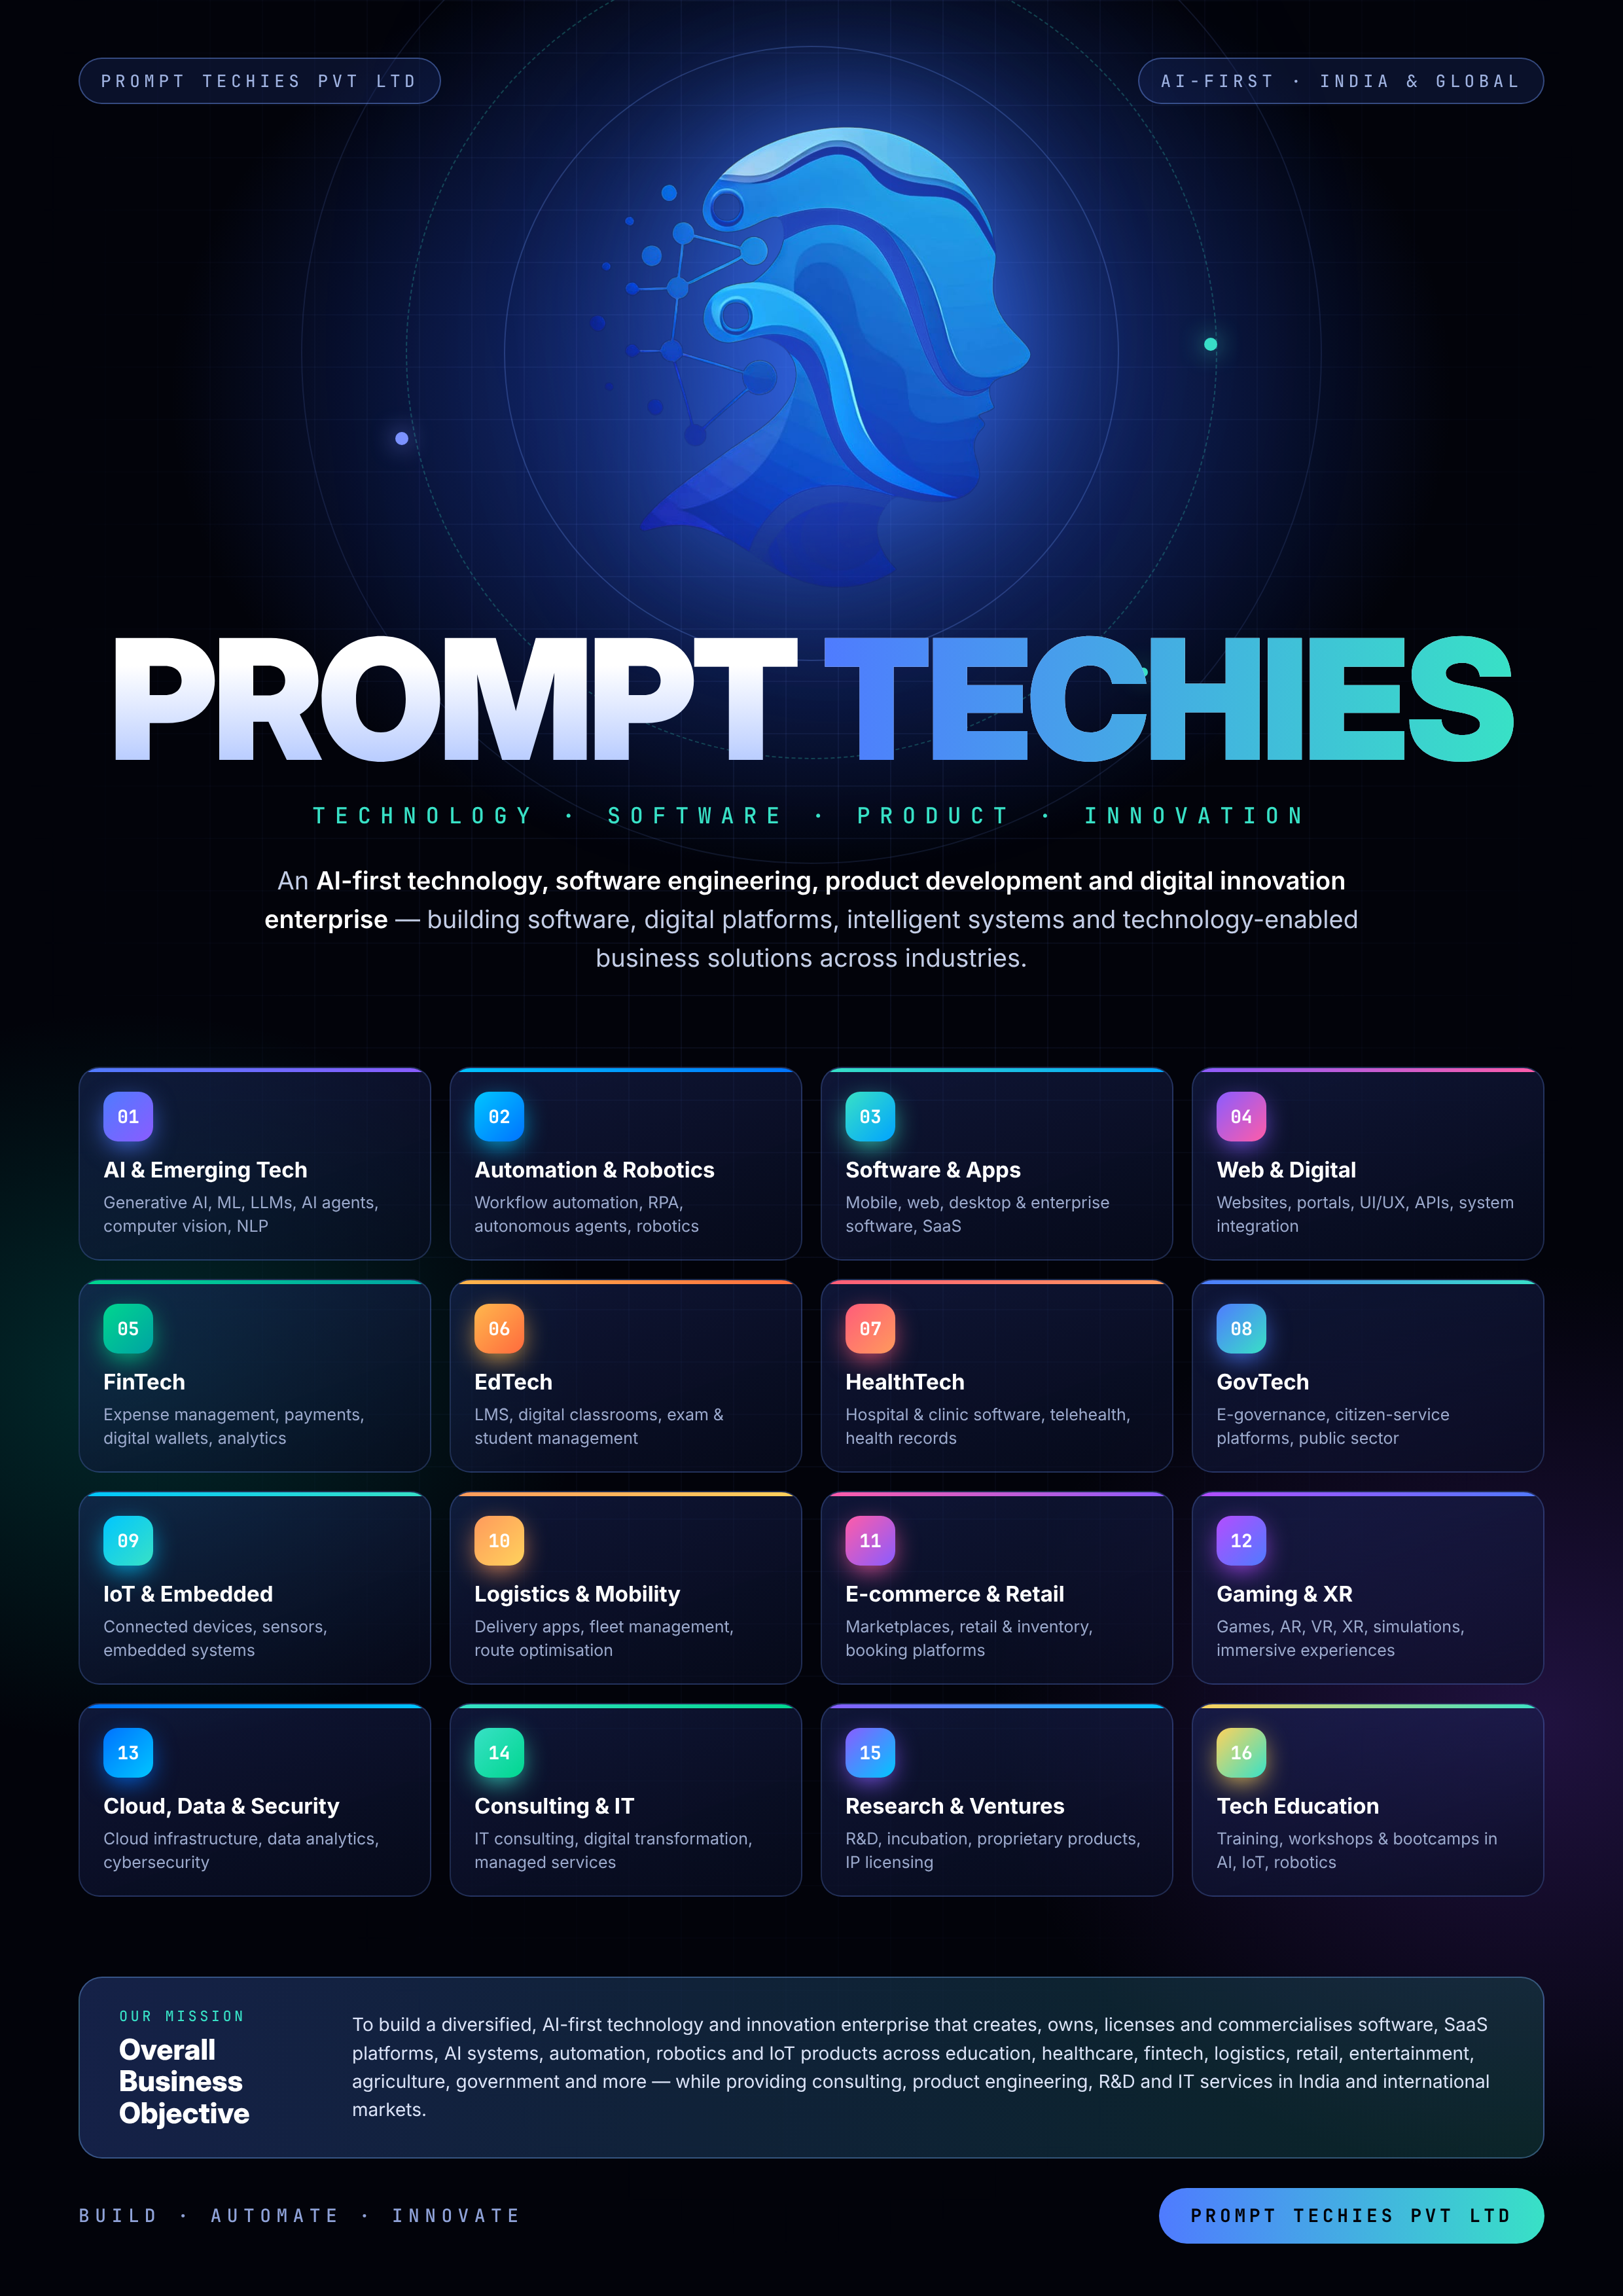 PROMPT TECHIES PVT LTD
AI-FIRST · INDIA & GLOBAL
PROMPT TECHIES
TECHNOLOGY · SOFTWARE · PRODUCT · INNOVATION
An AI-first technology, software engineering, product development and digital innovation
enterprise — building software, digital platforms, intelligent systems and technology-enabled
business solutions across industries.
01
AI & Emerging Tech
Generative AI, ML, LLMs, AI agents,
computer vision, NLP
02
Automation & Robotics
Workflow automation, RPA,
autonomous agents, robotics
03
Software & Apps
Mobile, web, desktop & enterprise
software, SaaS
04
Web & Digital
Websites, portals, UI/UX, APIs, system
integration
05
FinTech
Expense management, payments,
digital wallets, analytics
06
EdTech
LMS, digital classrooms, exam &
student management
07
HealthTech
Hospital & clinic software, telehealth,
health records
08
GovTech
E-governance, citizen-service
platforms, public sector
09
IoT & Embedded
Connected devices, sensors,
embedded systems
10
Logistics & Mobility
Delivery apps, fleet management,
route optimisation
11
E-commerce & Retail
Marketplaces, retail & inventory,
booking platforms
12
Gaming & XR
Games, AR, VR, XR, simulations,
immersive experiences
13
Cloud, Data & Security
Cloud infrastructure, data analytics,
cybersecurity
14
Consulting & IT
IT consulting, digital transformation,
managed services
15
Research & Ventures
R&D, incubation, proprietary products,
IP licensing
16
Tech Education
Training, workshops & bootcamps in
AI, IoT, robotics
OUR MISSION
Overall
Business
Objective
To build a diversified, AI-first technology and innovation enterprise that creates, owns, licenses and commercialises software, SaaS
platforms, AI systems, automation, robotics and IoT products across education, healthcare, fintech, logistics, retail, entertainment,
agriculture, government and more — while providing consulting, product engineering, R&D and IT services in India and international
markets.
BUILD · AUTOMATE · INNOVATE
PROMPT TECHIES PVT LTD